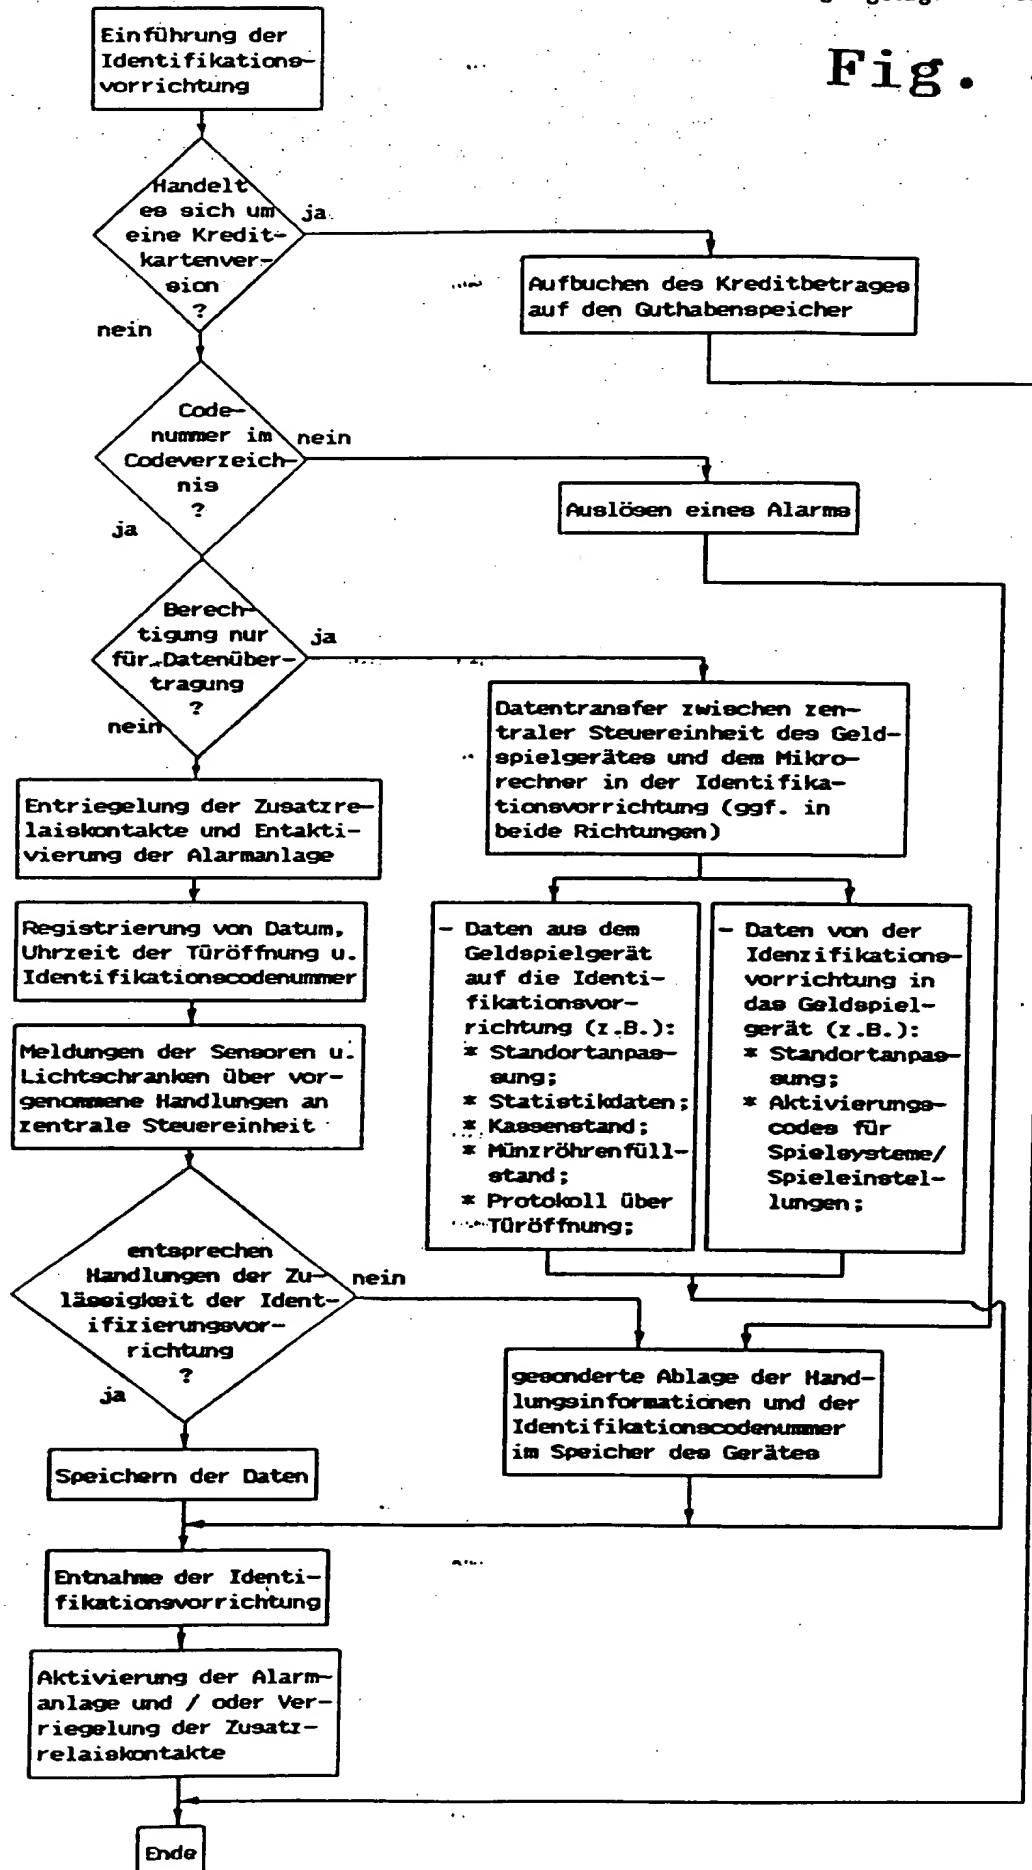 Fig.
Einführung der
Identifikations-
vorrichtung
Handelt
es sich um
eine Kredit-
kartenver-
sion
?
ja
nein
Aufbuchen des Kreditbetrages
auf den Guthabenspeicher
Code-
nummer im
Codeverzeich-
nis
?
nein
ja
Auslösen eines Alarms
Berech-
tigung nur
für Datenüber-
tragung
?
ja
nein
Datentransfer zwischen zen-
traler Steuereinheit des Geld-
spielgerätes und dem Mikro-
rechner in der Identifika-
tionsvorrichtung (ggf. in
beide Richtungen)
Entriegelung der Zusatzre-
laiskontakte und Entakti-
vierung der Alarmanlage
Registrierung von Datum,
Uhrzeit der Türöffnung u.
Identifikationscodenummer
- Daten aus dem
Geldspielgerät
auf die Identi-
fikationsvor-
richtung (z.B.):
* Standortanpas-
sung;
* Statistikdaten;
* Kassenstand;
* Münzröhrenfüll-
stand;
* Protokoll über
Türöffnung;
- Daten von der
Idenzifikations-
vorrichtung in
das Geldspiel-
gerät (z.B.):
* Standortanpas-
sung;
* Aktivierungs-
codes für
Spielsysteme/
Spieleinstel-
lungen;
Meldungen der Sensoren u.
Lichtschranken über vor-
genommene Handlungen an
zentrale Steuereinheit
entsprechen
Handlungen der Zu-
lässigkeit der Ident-
ifizierungsvor-
richtung
?
nein
ja
gesonderte Ablage der Hand-
lungsinformationen und der
Identifikationscodenummer
im Speicher des Gerätes
Speichern der Daten
Entnahme der Identi-
fikationsvorrichtung
Aktivierung der Alarm-
anlage und / oder Ver-
riegelung der Zusatz-
relaiskontakte
Ende